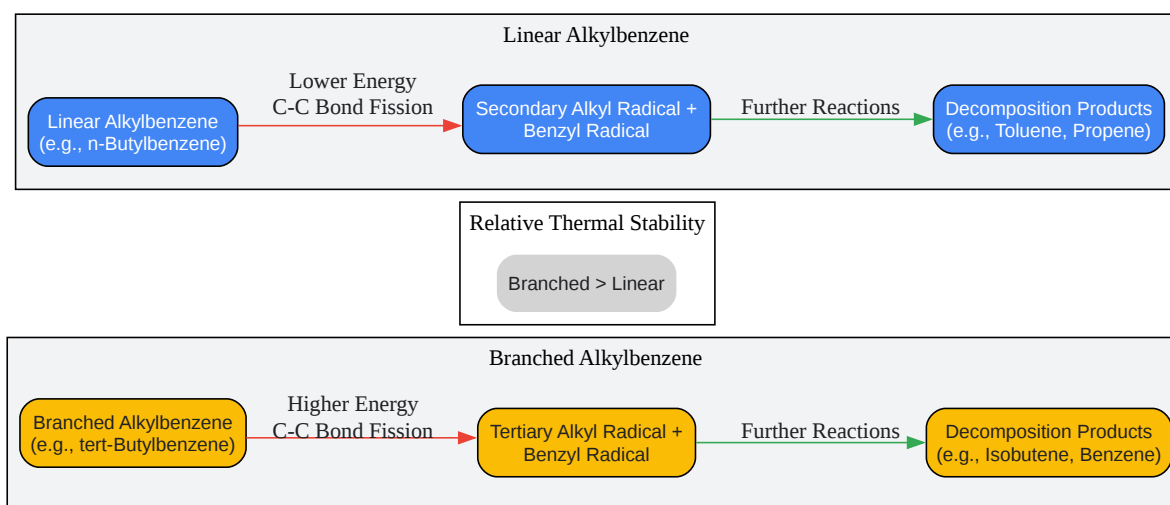 Linear Alkylbenzene
Lower Energy
C-C Bond Fission
Linear Alkylbenzene
(e.g., n-Butylbenzene)
Secondary Alkyl Radical +
Benzyl Radical
Further Reactions
Decomposition Products
(e.g., Toluene, Propene)
Relative Thermal Stability
Branched > Linear
Branched Alkylbenzene
Higher Energy
C-C Bond Fission
Branched Alkylbenzene
(e.g., tert-Butylbenzene)
Tertiary Alkyl Radical +
Benzyl Radical
Further Reactions
Decomposition Products
(e.g., Isobutene, Benzene)